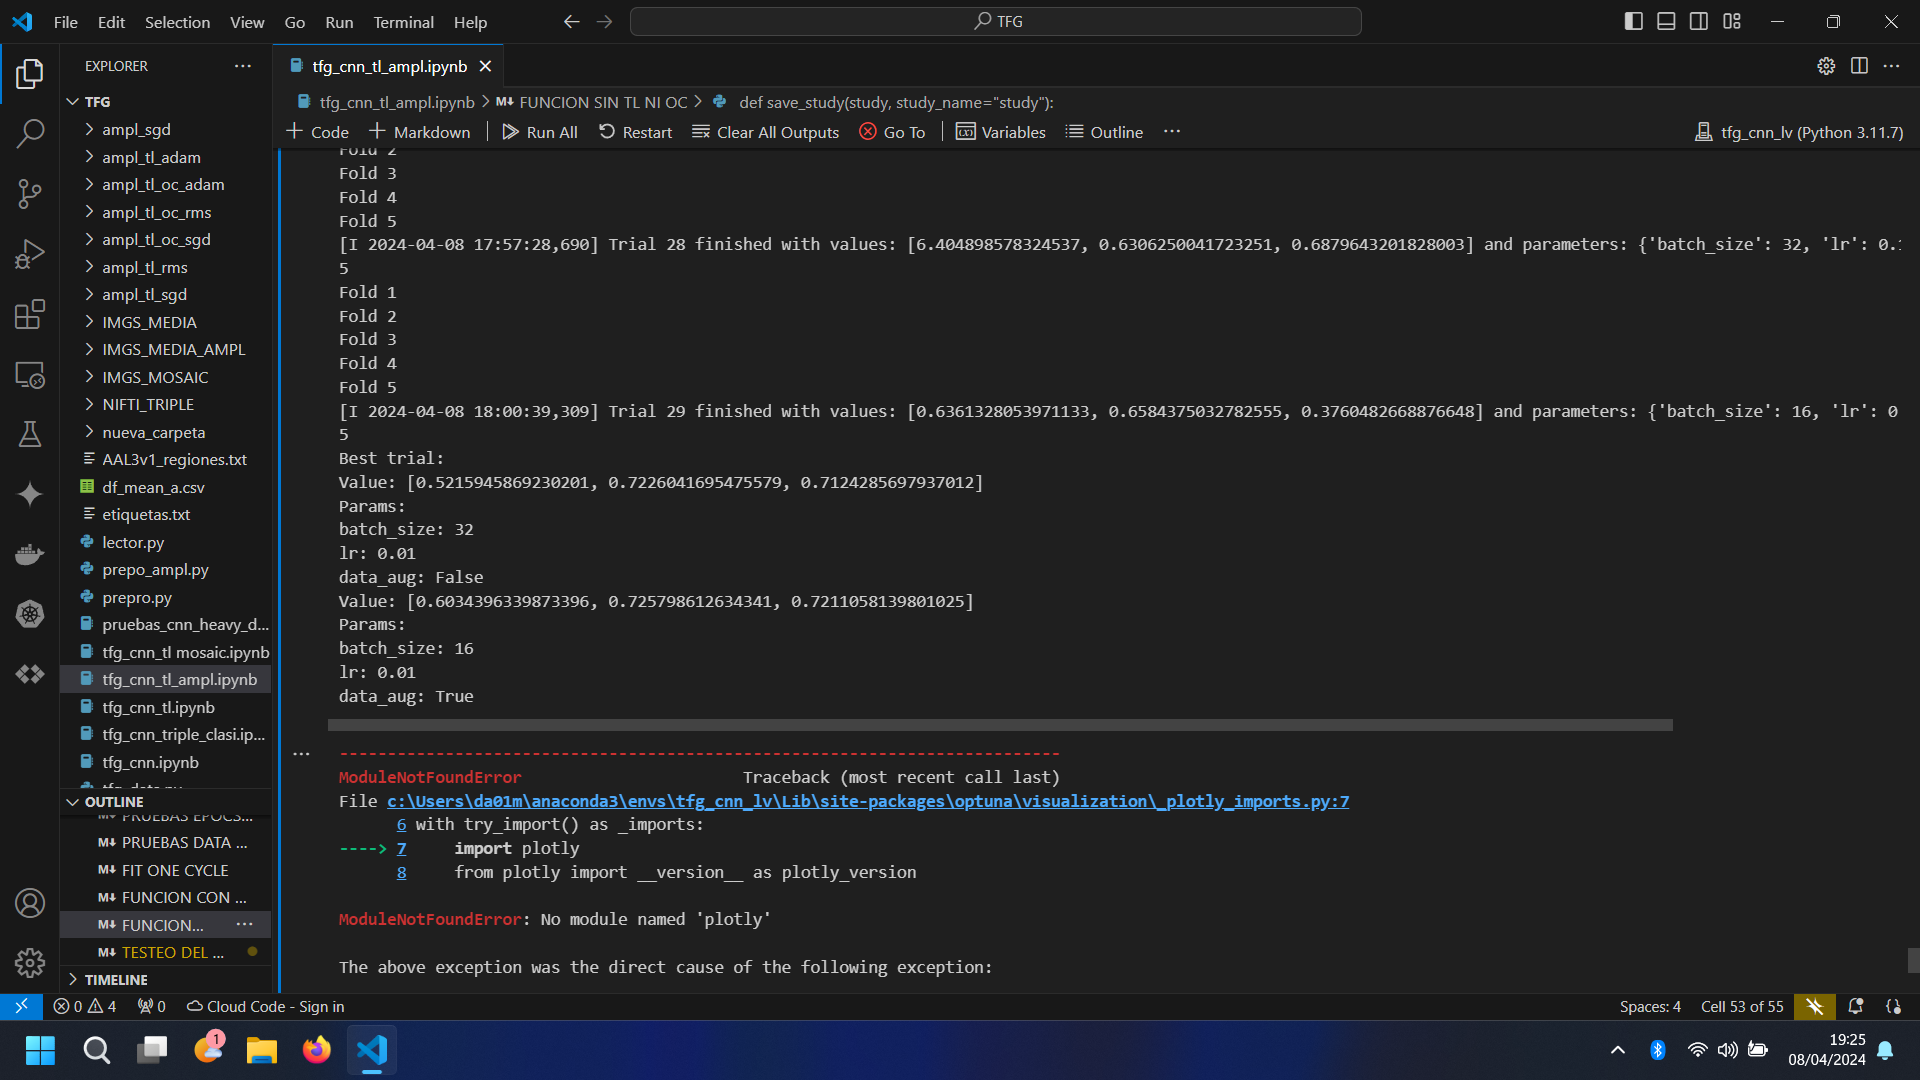 File Edit Selection View Go Run Terminal Help
TFG
EXPLORER
TFG
ampl_sgd
ampl_tl_adam
ampl_tl_oc_adam
ampl_tl_oc_rms
ampl_tl_oc_sgd
ampl_tl_rms
ampl_tl_sgd
IMGS_MEDIA
IMGS_MEDIA_AMPL
IMGS_MOSAIC
NIFTI_TRIPLE
nueva_carpeta
AAL3v1_regiones.txt
df_mean_a.csv
etiquetas.txt
lector.py
prepo_ampl.py
prepro.py
pruebas_cnn_heavy_d...
tfg_cnn_tl mosaic.ipynb
tfg_cnn_tl_ampl.ipynb
tfg_cnn_tl.ipynb
tfg_cnn_triple_clasi.ip...
tfg_cnn.ipynb
OUTLINE
PRUEBAS EPOCS...
PRUEBAS DATA ...
FIT ONE CYCLE
FUNCION CON ...
FUNCION... ...
TESTEO DEL ...
TIMELINE
tfg_cnn_tl_ampl.ipynb
tfg_cnn_tl_ampl.ipynb > M↓ FUNCION SIN TL NI OC > def save_study(study, study_name="study"):
+ Code + Markdown | Run All Restart Clear All Outputs Go To | Variables Outline ...
tfg_cnn_lv (Python 3.11.7)
Fold 2
Fold 3
Fold 4
Fold 5
[I 2024-04-08 17:57:28,690] Trial 28 finished with values: [6.404898578324537, 0.6306250041723251, 0.6879643201828003] and parameters: {'batch_size': 32, 'lr': 0.1
5
Fold 1
Fold 2
Fold 3
Fold 4
Fold 5
[I 2024-04-08 18:00:39,309] Trial 29 finished with values: [0.6361328053971133, 0.6584375032782555, 0.3760482668876648] and parameters: {'batch_size': 16, 'lr': 0
5
Best trial:
Value: [0.5215945869230201, 0.7226041695475579, 0.7124285697937012]
Params:
batch_size: 32
lr: 0.01
data_aug: False
Value: [0.6034396339873396, 0.725798612634341, 0.7211058139801025]
Params:
batch_size: 16
lr: 0.01
data_aug: True
...
---------------------------------------------------------------------------
ModuleNotFoundError Traceback (most recent call last)
File c:\Users\da01m\anaconda3\envs\tfg_cnn_lv\Lib\site-packages\optuna\visualization\_plotly_imports.py:7
6 with try_import() as _imports:
----> 7 import plotly
8 from plotly import __version__ as plotly_version
ModuleNotFoundError: No module named 'plotly'
The above exception was the direct cause of the following exception:
0 4 0 Cloud Code - Sign in
Spaces: 4 Cell 53 of 55
1
19:25
08/04/2024